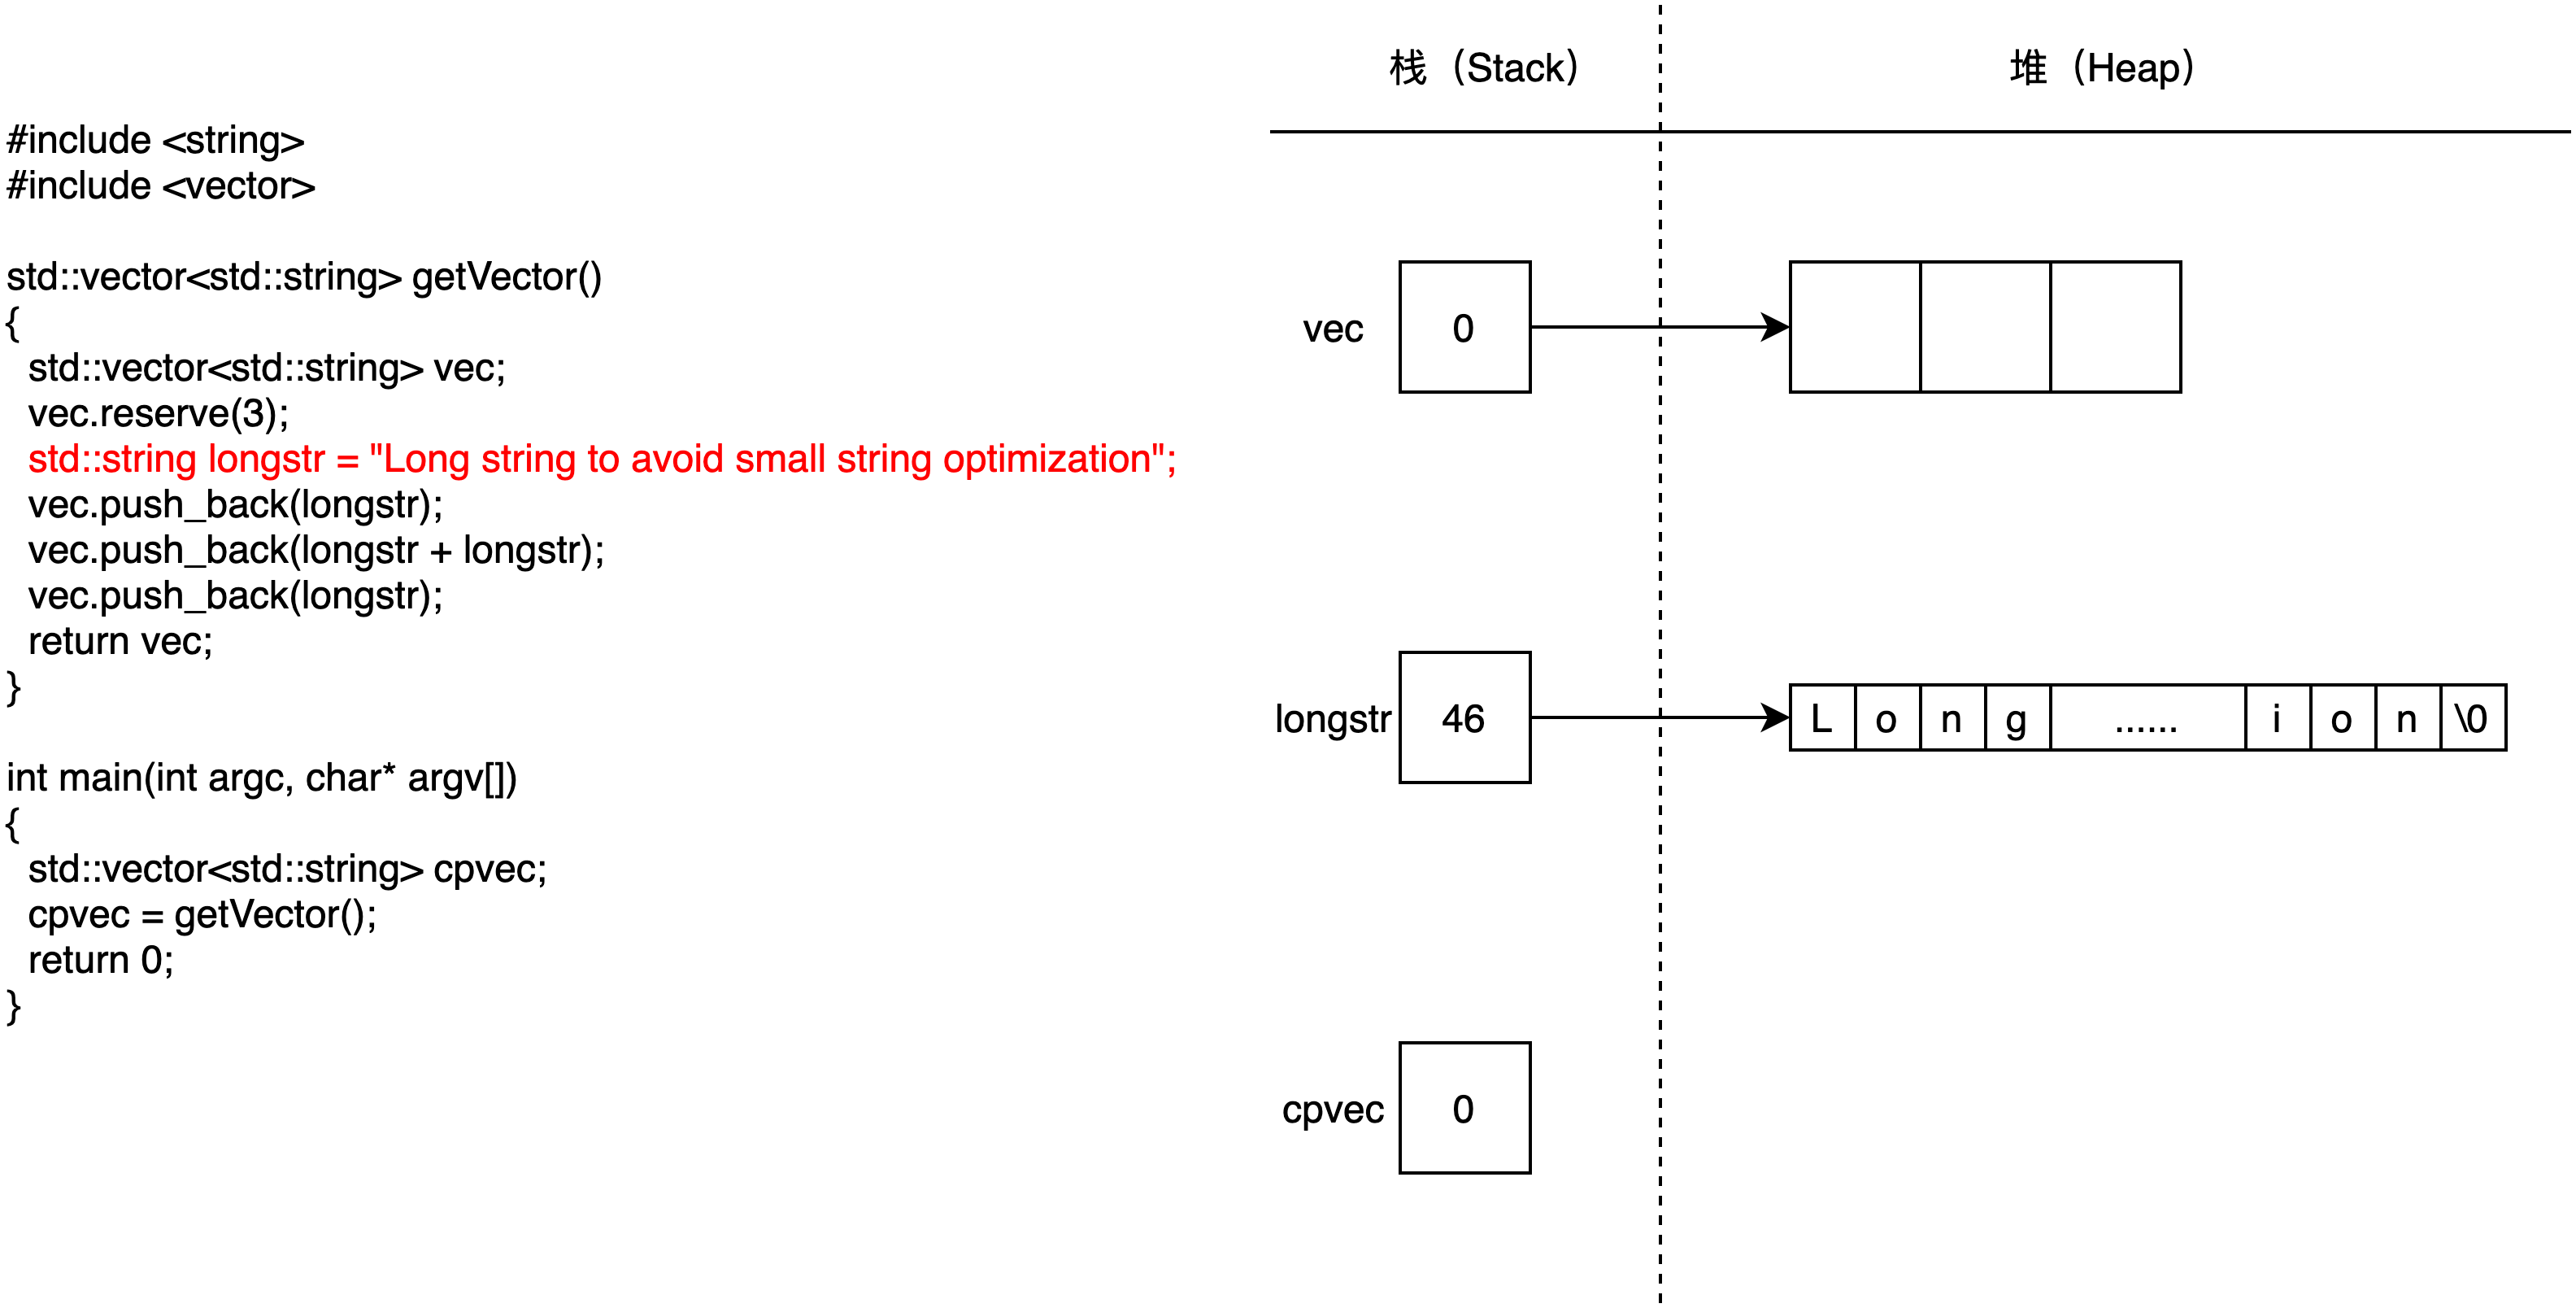 #include <string>
#include <vector>
std::vector<std::string> getVector()
{
std::vector<std::string> vec;
vec.reserve(3);
std::string longstr = "Long string to avoid small string optimization";
vec.push_back(longstr);
vec.push_back(longstr + longstr);
vec.push_back(longstr);
return vec;
}
int main(int argc, char* argv[])
{
std::vector<std::string> cpvec;
cpvec = getVector();
return 0;
}
栈（Stack） 堆（Heap）
vec 0
longstr 46 L o n g ...... i o n \0
cpvec 0